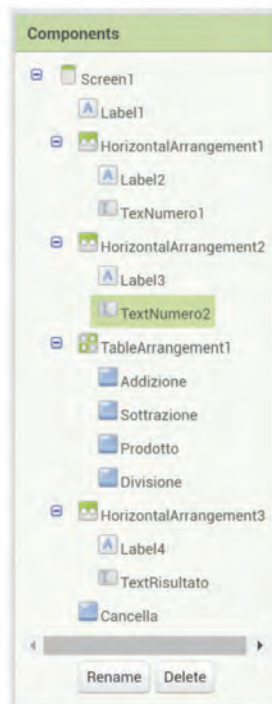 Components
Screen1
A Label1
HorizontalArrangement1
A Label2
TexNumero1
HorizontalArrangement2
A Label3
TextNumero2
TableArrangement1
Addizione
Sottrazione
Prodotto
Divisione
HorizontalArrangement3
A Label4
TextRisultato
Cancella
Rename Delete